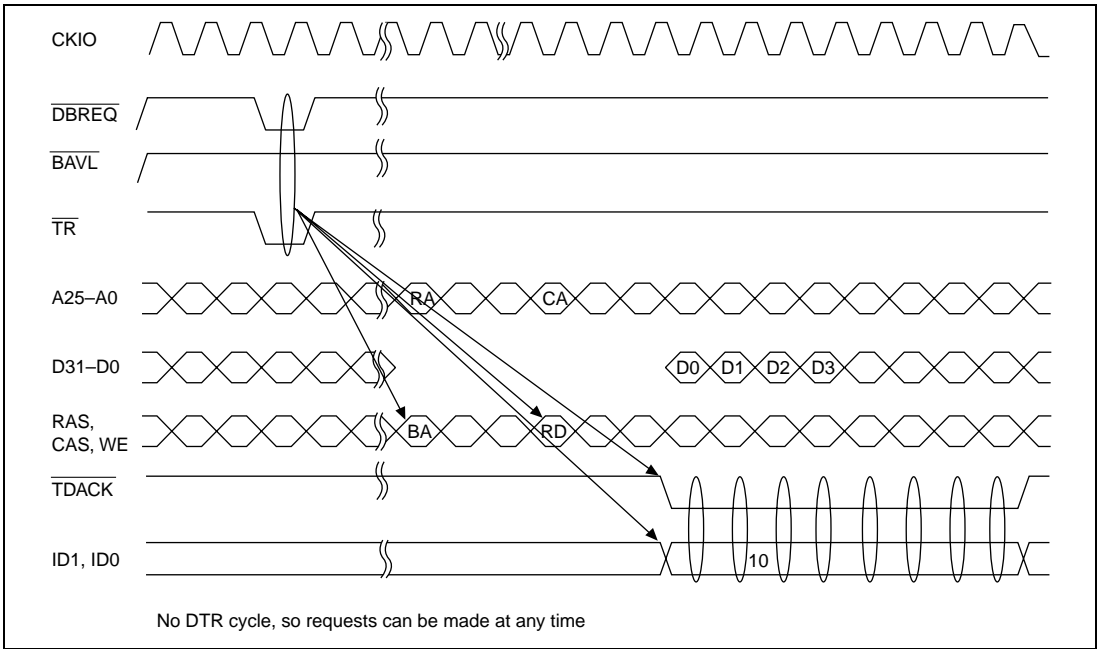 CKIO
DBREQ
BAVL
TR
A25–A0 RA CA
D31–D0 D0 D1 D2 D3
RAS,
CAS, WE BA RD
TDACK
ID1, ID0 10
No DTR cycle, so requests can be made at any time